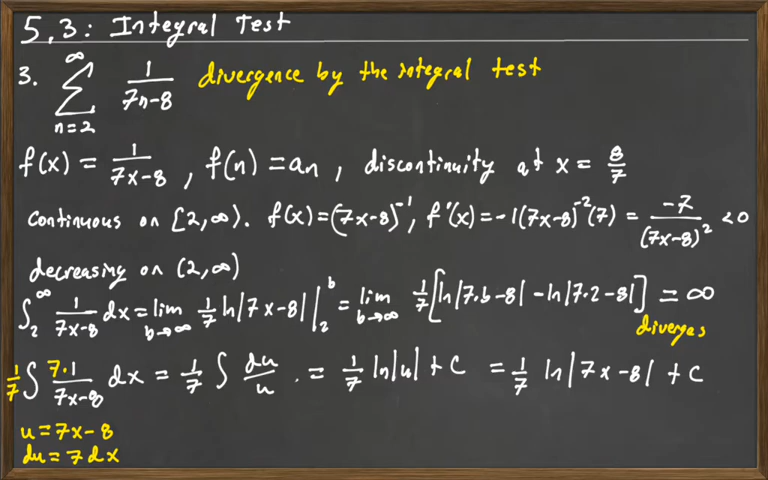 5.3: Integral Test
3. ∞ Σ n=2 1/(7n-8) divergence by the integral test
f(x) = 1/(7x-8), f(n) = aₙ, discontinuity at x = 8/7
continuous on [2,∞). f(x) = (7x-8)⁻¹, f'(x) = -1(7x-8)⁻²(7) = -7/(7x-8)² < 0
decreasing on (2,∞)
∫₂^∞ 1/(7x-8) dx = lim b→∞ 1/7 ln|7x-8| |₂^b = lim b→∞ 1/7[ln|7·b-8| - ln|7·2-8|] = ∞
diverges
1/7 ∫ 7·1/(7x-8) dx = 1/7 ∫ du/u . = 1/7 ln|u| + C = 1/7 ln|7x-8| + C
u = 7x-8
du = 7dx